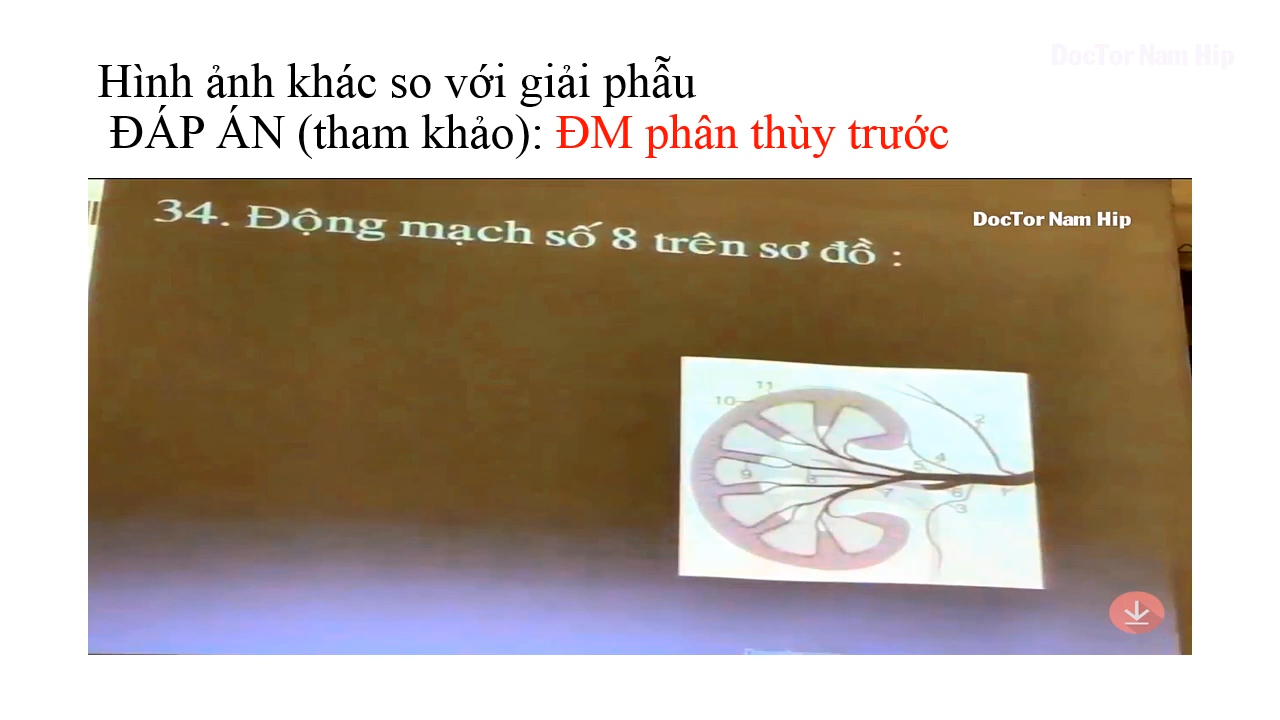 DocTor Nam Hip
Hình ảnh khác so với giải phẫu
ĐÁP ÁN (tham khảo): ĐM phân thùy trước
34. Động mạch số 8 trên sơ đồ :
DocTor Nam Hip
11
10
2
4
5
9
8
7
6
1
3